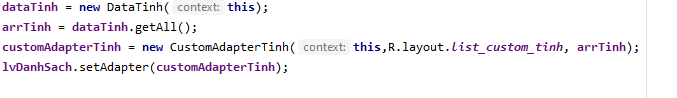 dataTinh = new DataTinh( context: this);
arrTinh = dataTinh.getAll();
customAdapterTinh = new CustomAdapterTinh( context: this,R.layout.list_custom_tinh, arrTinh);
lvDanhSach.setAdapter(customAdapterTinh);